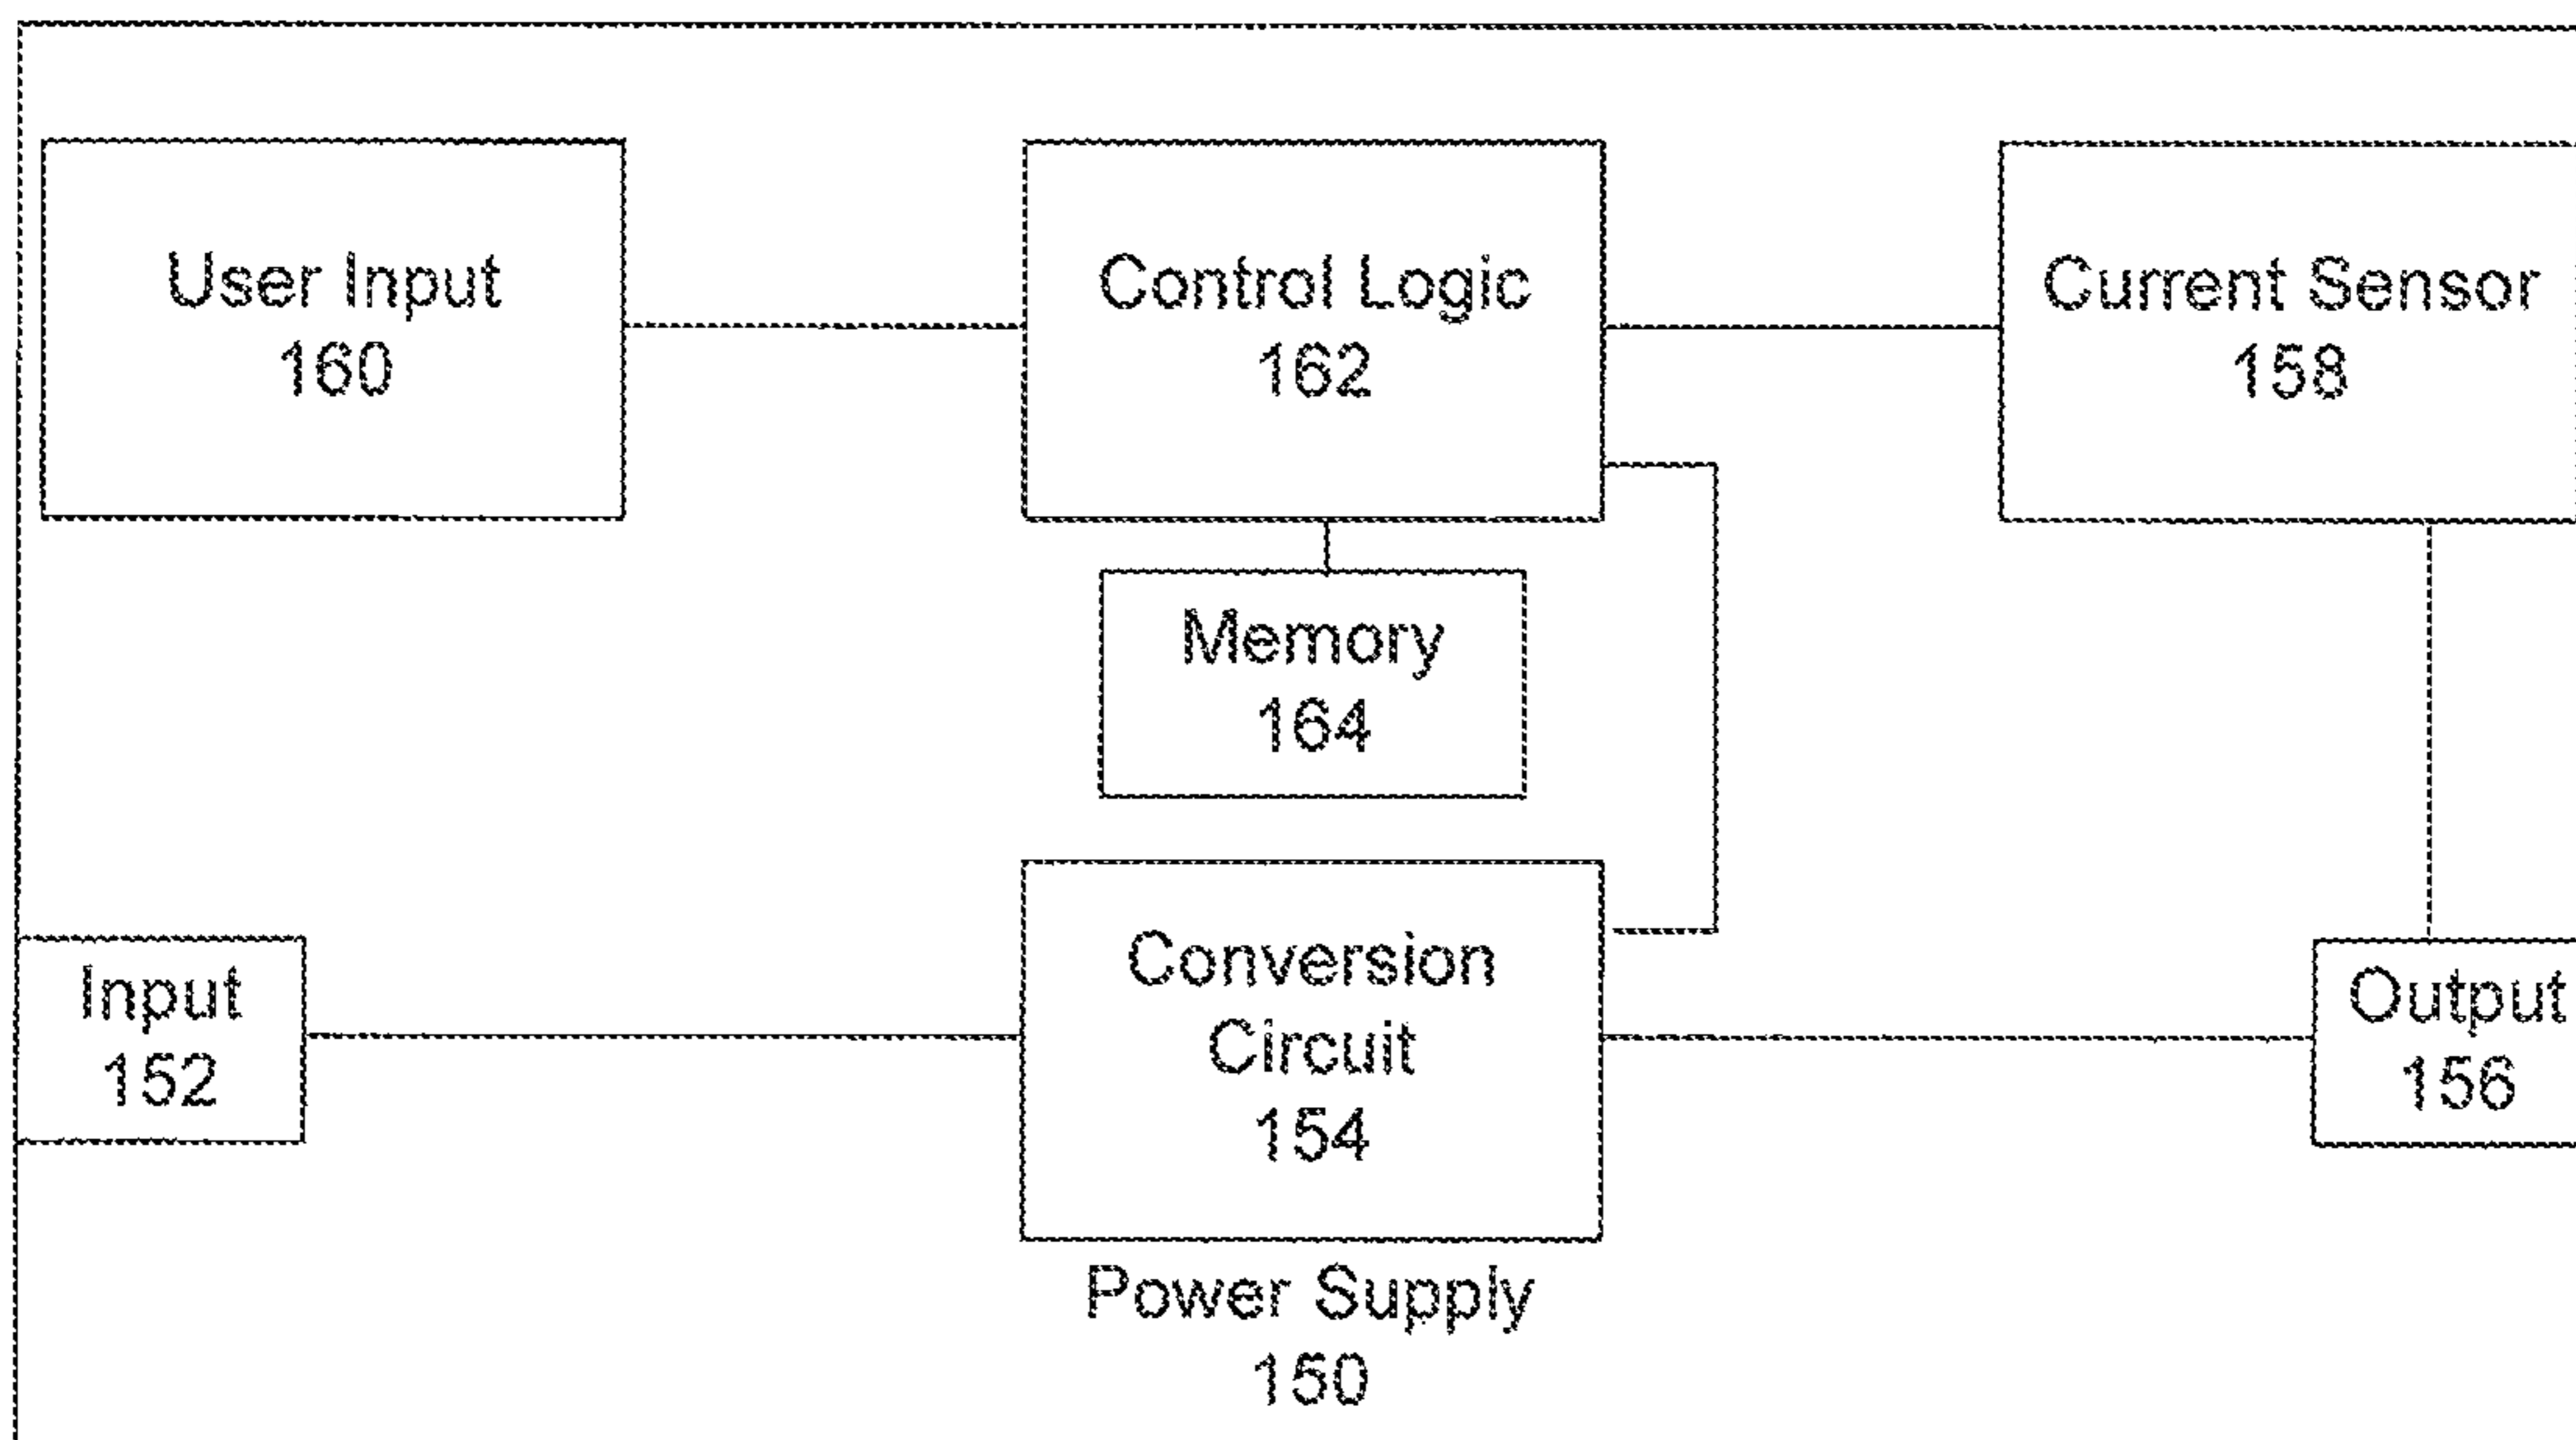 User Input
160
Control Logic
162
Current Sensor
158
Memory
164
Input
152
Conversion
Circuit
154
Output
156
Power Supply
150